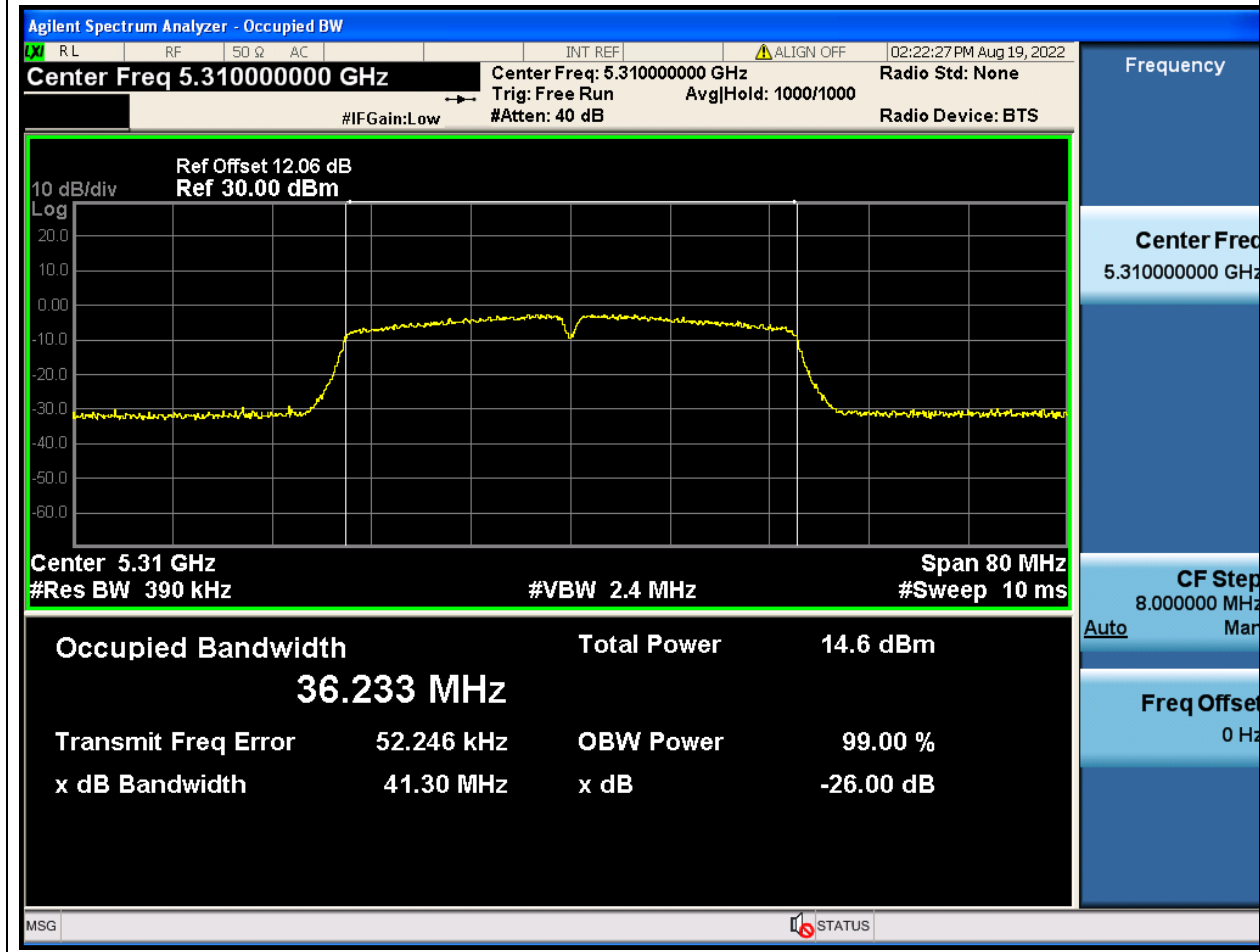 Agilent Spectrum Analyzer - Occupied BW
LXI RL RF 50 Ω AC INT REF ALIGN OFF 02:22:27 PM Aug 19, 2022
Center Freq 5.310000000 GHz
Center Freq: 5.310000000 GHz
Radio Std: None
Trig: Free Run Avg|Hold: 1000/1000
#IFGain:Low
#Atten: 40 dB
Radio Device: BTS
Ref Offset 12.06 dB
10 dB/div Ref 30.00 dBm
Log
20.0
10.0
0.00
-10.0
-20.0
-30.0
-40.0
-50.0
-60.0
Center 5.31 GHz Span 80 MHz
#Res BW 390 kHz #VBW 2.4 MHz #Sweep 10 ms
Occupied Bandwidth Total Power 14.6 dBm
36.233 MHz
Transmit Freq Error 52.246 kHz OBW Power 99.00 %
x dB Bandwidth 41.30 MHz x dB -26.00 dB
MSG STATUS
Frequency
Center Freq
5.310000000 GHz
CF Step
8.000000 MHz
Auto Man
Freq Offset
0 Hz